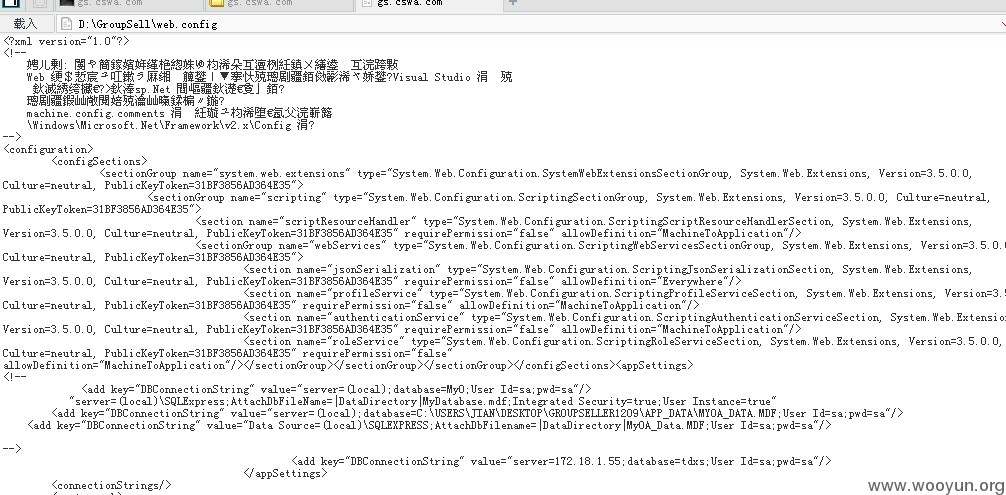 gs.cswa.com
gs.cswa.com
gs.cswa.com
載入
D:\GroupSell\web.config
<?xml version="1.0"?>
<!--
Web
Visual Studio
sp.Net
machine.config.comments
\Windows\Microsoft.Net\Framework\v2.x\Config
-->
<configuration>
<configSections>
<sectionGroup name="system.web.extensions" type="System.Web.Configuration.SystemWebExtensionsSectionGroup, System.Web.Extensions, Version=3.5.0.0,
Culture=neutral, PublicKeyToken=31BF3856AD364E35">
<sectionGroup name="scripting" type="System.Web.Configuration.ScriptingSectionGroup, System.Web.Extensions, Version=3.5.0.0, Culture=neutral,
PublicKeyToken=31BF3856AD364E35">
<section name="scriptResourceHandler" type="System.Web.Configuration.ScriptingScriptResourceHandlerSection, System.Web.Extensions,
Version=3.5.0.0, Culture=neutral, PublicKeyToken=31BF3856AD364E35" requirePermission="false" allowDefinition="MachineToApplication"/>
<sectionGroup name="webServices" type="System.Web.Configuration.ScriptingWebServicesSectionGroup, System.Web.Extensions, Version=3.5.0.0
Culture=neutral, PublicKeyToken=31BF3856AD364E35">
<section name="jsonSerialization" type="System.Web.Configuration.ScriptingJsonSerializationSection, System.Web.Extensions,
Version=3.5.0.0, Culture=neutral, PublicKeyToken=31BF3856AD364E35" requirePermission="false" allowDefinition="Everywhere"/>
<section name="profileService" type="System.Web.Configuration.ScriptingProfileServiceSection, System.Web.Extensions, Version=3.5
Culture=neutral, PublicKeyToken=31BF3856AD364E35" requirePermission="false" allowDefinition="MachineToApplication"/>
<section name="authenticationService" type="System.Web.Configuration.ScriptingAuthenticationServiceSection, System.Web.Extension
Version=3.5.0.0, Culture=neutral, PublicKeyToken=31BF3856AD364E35" requirePermission="false" allowDefinition="MachineToApplication"/>
<section name="roleService" type="System.Web.Configuration.ScriptingRoleServiceSection, System.Web.Extensions, Version=3.5.0.0,
Culture=neutral, PublicKeyToken=31BF3856AD364E35" requirePermission="false"
allowDefinition="MachineToApplication"/></sectionGroup></sectionGroup></sectionGroup></configSections><appSettings>
<!--
<add key="DBConnectionString" value="server=(local);database=MyO;User Id=sa;pwd=sa"/>
"server=(local)\SQLExpress;AttachDbFileName=|DataDirectory|MyDatabase.mdf;Integrated Security=true;User Instance=true"
<add key="DBConnectionString" value="server=(local);database=C:\USERS\JIAN\DESKTOP\GROUPSELLER1209\APP_DATA\MYOA_DATA.MDF;User Id=sa;pwd=sa"/>
<add key="DBConnectionString" value="Data Source=(local)\SQLEXPRESS;AttachDbFilename=|DataDirectory|MyOA_Data.MDF;User Id=sa;pwd=sa"/>
-->
<add key="DBConnectionString" value="server=172.18.1.55;database=tdxs;User Id=sa;pwd=sa"/>
</appSettings>
<connectionStrings/>
www.wooyun.org